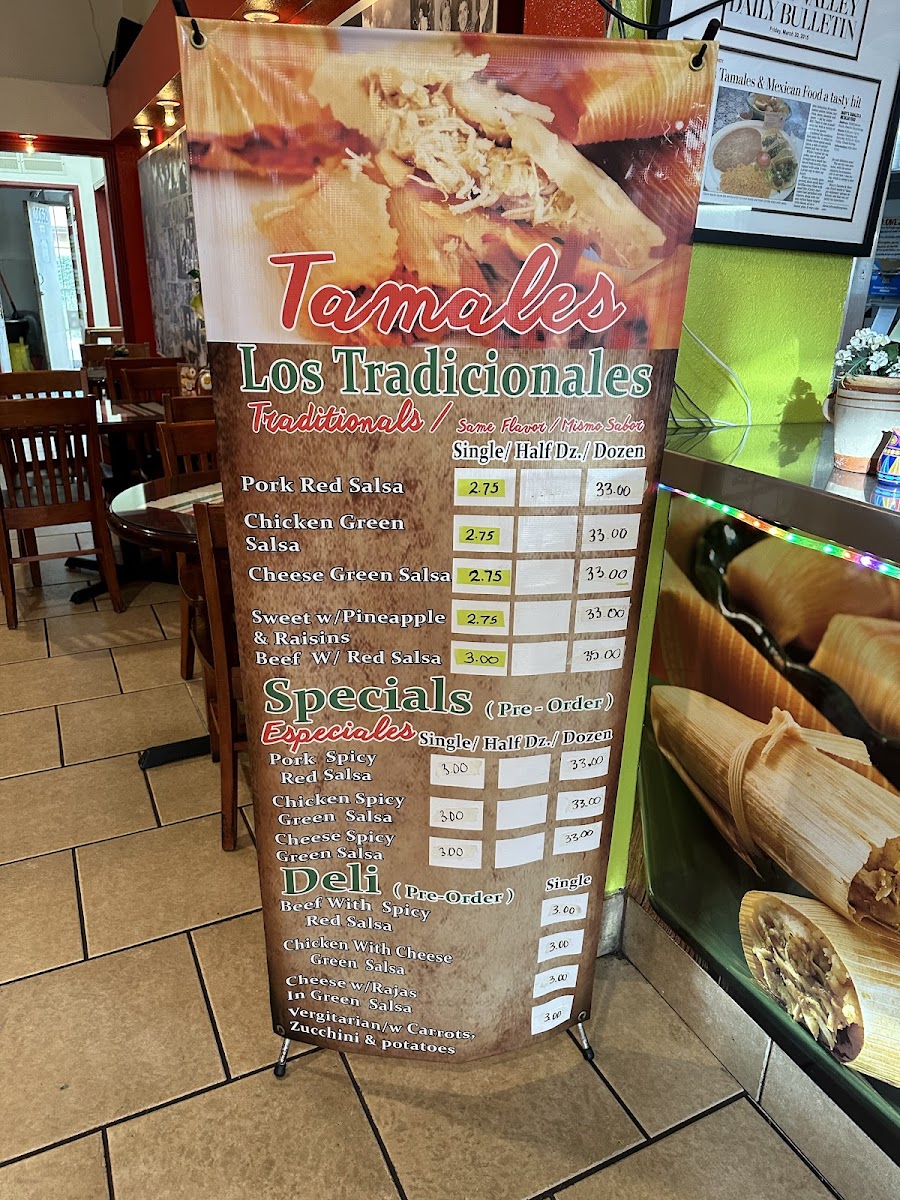 VALLEY
DAILY BULLETIN
Friday, March 20, 2015
Tamales & Mexican Food a tasty hit
Tamales
Los Tradicionales
Traditionals / Same Flavor / Mismo Sabor
Single/ Half Dz./ Dozen
Pork Red Salsa 2.75 33.00
Chicken Green
Salsa 2.75 33.00
Cheese Green Salsa 2.75 33.00
Sweet w/Pineapple 2.75 33.00
& Raisins
Beef W/ Red Salsa 3.00 35.00
Specials ( Pre - Order )
Especiales Single/ Half Dz./ Dozen
Pork Spicy
Red Salsa 3.00 33.00
Chicken Spicy
Green Salsa 3.00 33.00
Cheese Spicy
Green Salsa 3.00 33.00
Deli ( Pre-Order ) Single
Beef With Spicy
Red Salsa 3.00
Chicken With Cheese
Green Salsa 3.00
Cheese w/Rajas
In Green Salsa 3.00
Vergitarian/w Carrots,
Zucchini & potatoes 3.00